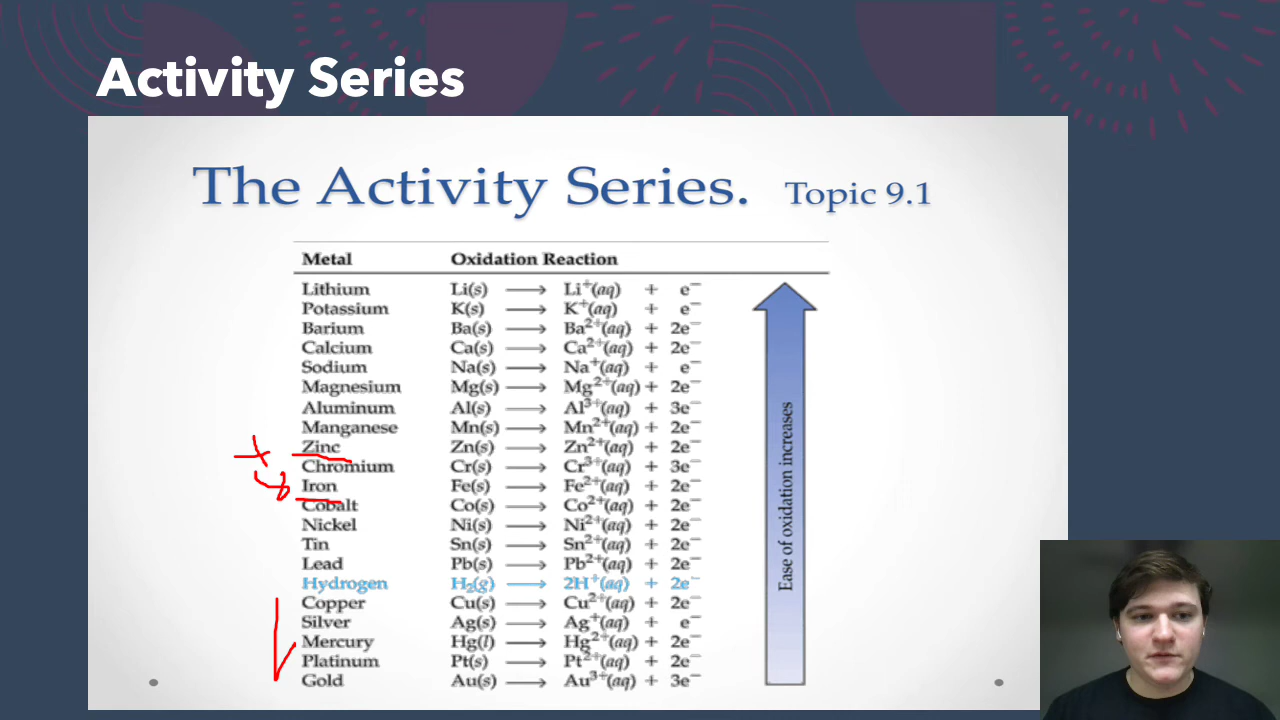 Activity Series
The Activity Series. Topic 9.1
Metal Oxidation Reaction
Lithium Li(s) ⟶ Li⁺(aq) + e⁻
Potassium K(s) ⟶ K⁺(aq) + e⁻
Barium Ba(s) ⟶ Ba²⁺(aq) + 2e⁻
Calcium Ca(s) ⟶ Ca²⁺(aq) + 2e⁻
Sodium Na(s) ⟶ Na⁺(aq) + e⁻
Magnesium Mg(s) ⟶ Mg²⁺(aq) + 2e⁻
Aluminum Al(s) ⟶ Al³⁺(aq) + 3e⁻
Manganese Mn(s) ⟶ Mn²⁺(aq) + 2e⁻
Zinc Zn(s) ⟶ Zn²⁺(aq) + 2e⁻
Chromium Cr(s) ⟶ Cr³⁺(aq) + 3e⁻
Iron Fe(s) ⟶ Fe²⁺(aq) + 2e⁻
Cobalt Co(s) ⟶ Co²⁺(aq) + 2e⁻
Nickel Ni(s) ⟶ Ni²⁺(aq) + 2e⁻
Tin Sn(s) ⟶ Sn²⁺(aq) + 2e⁻
Lead Pb(s) ⟶ Pb²⁺(aq) + 2e⁻
Hydrogen H₂(g) ⟶ 2H⁺(aq) + 2e⁻
Copper Cu(s) ⟶ Cu²⁺(aq) + 2e⁻
Silver Ag(s) ⟶ Ag⁺(aq) + e⁻
Mercury Hg(l) ⟶ Hg²⁺(aq) + 2e⁻
Platinum Pt(s) ⟶ Pt²⁺(aq) + 2e⁻
Gold Au(s) ⟶ Au³⁺(aq) + 3e⁻
Ease of oxidation increases